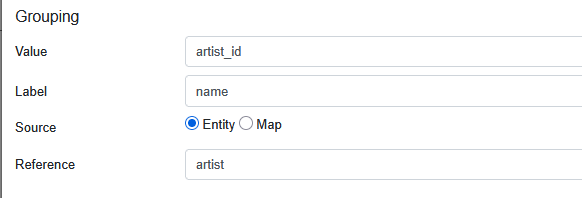 Grouping
Value artist_id
Label name
Source Entity Map
Reference artist